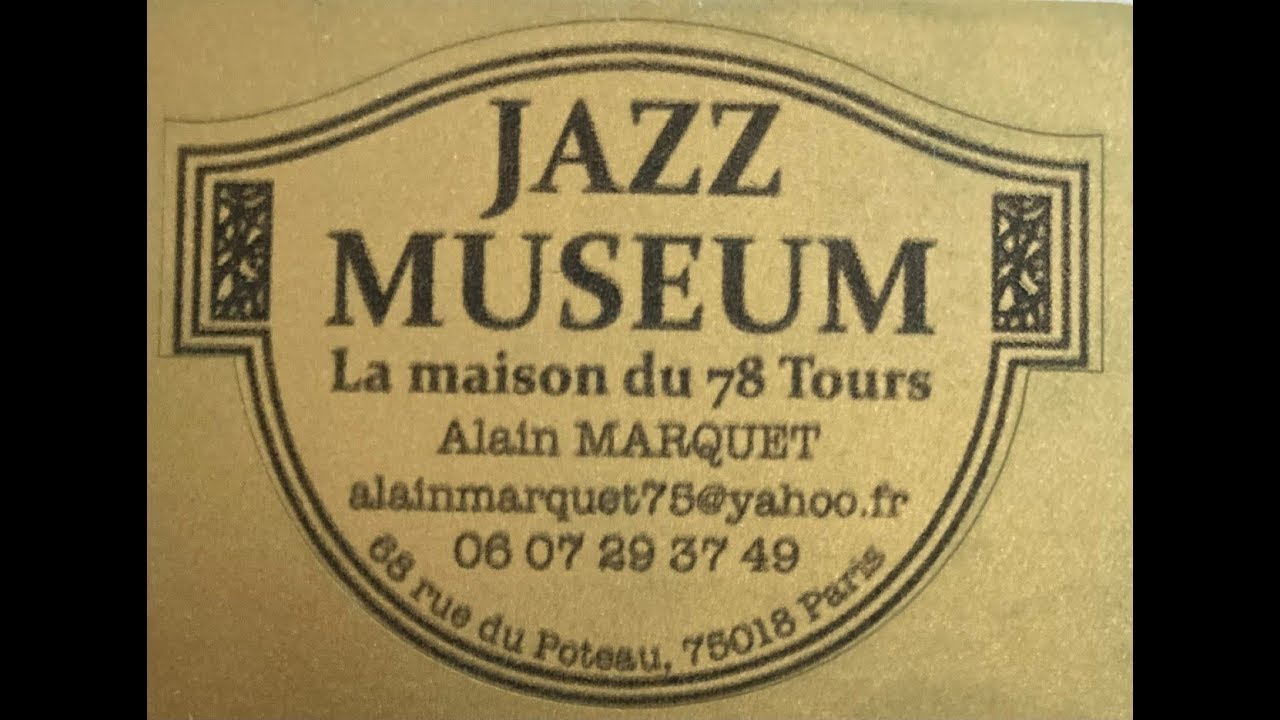 JAZZ
MUSEUM
La maison du 78 Tours
Alain MARQUET
alainmarquet75@yahoo.fr
06 07 29 37 49
68 rue du Poteau, 75018 Paris